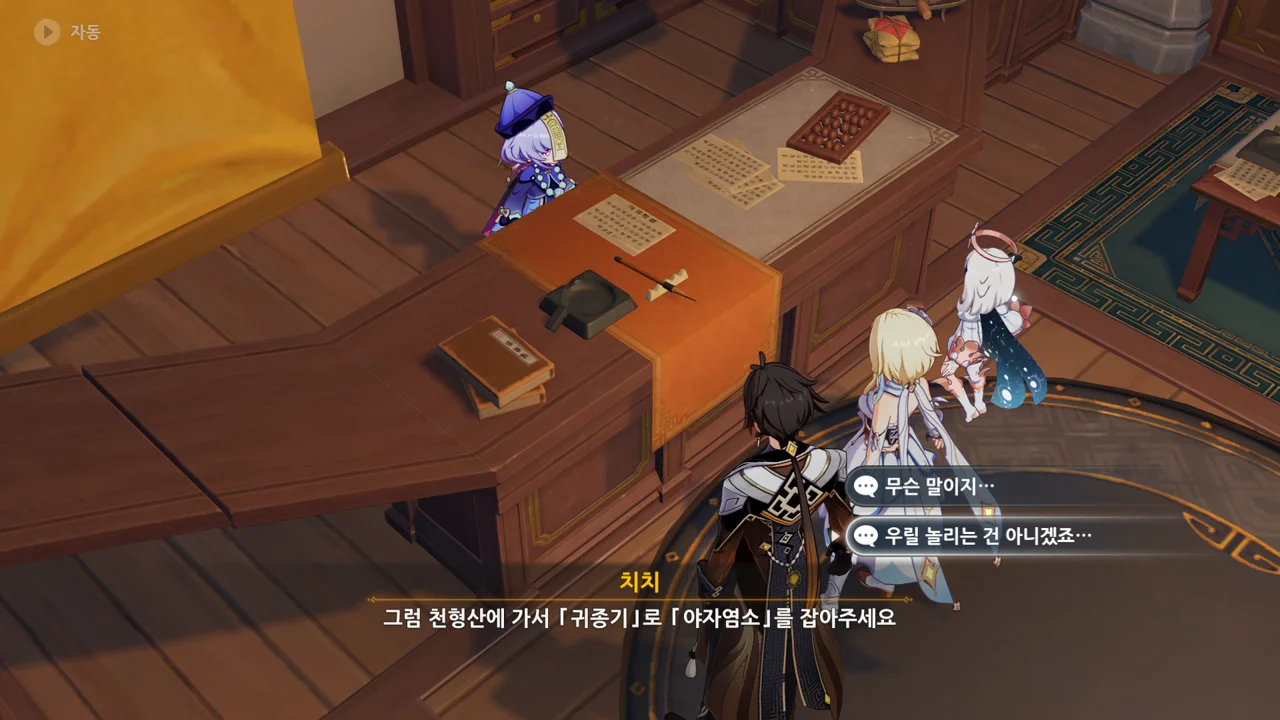 자동
무슨 말이지…
우릴 놀리는 건 아니겠죠…
치치
그럼 천형산에 가서 「귀종기」로 「야자염소」를 잡아주세요